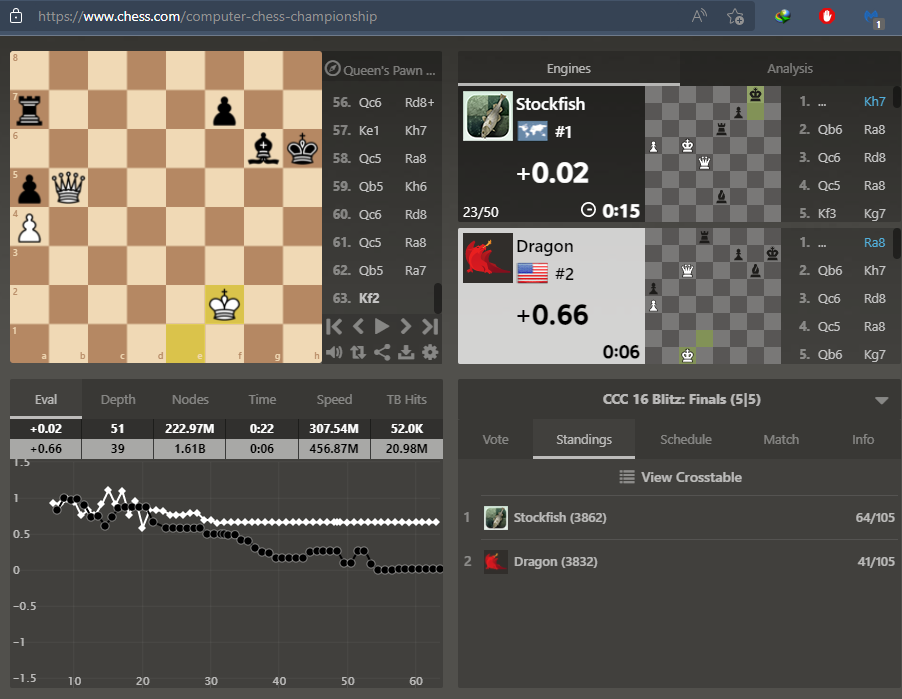 https://www.chess.com/computer-chess-championship
A
1
8
7
6
5
4
3
2
1
a b c d e f g h
Queen's Pawn ...
56. Qc6 Rd8+
57. Ke1 Kh7
58. Qc5 Ra8
59. Qb5 Kh6
60. Qc6 Rd8
61. Qc5 Ra8
62. Qb5 Ra7
63. Kf2
Engines Analysis
Stockfish
#1
+0.02
23/50 0:15
1. ... Kh7
2. Qb6 Ra8
3. Qc6 Rd8
4. Qc5 Ra8
5. Kf3 Kg7
Dragon
#2
+0.66
0:06
1. ... Ra8
2. Qb6 Kh7
3. Qc6 Rd8
4. Qc5 Ra8
5. Qb6 Kg7
Eval Depth Nodes Time Speed TB Hits
+0.02 51 222.97M 0:22 307.54M 52.0K
+0.66 39 1.61B 0:06 456.87M 20.98M
1.5
1
0.5
0
-0.5
-1
-1.5
10 20 30 40 50 60
CCC 16 Blitz: Finals (5|5)
Vote Standings Schedule Match Info
View Crosstable
1 Stockfish (3862) 64/105
2 Dragon (3832) 41/105